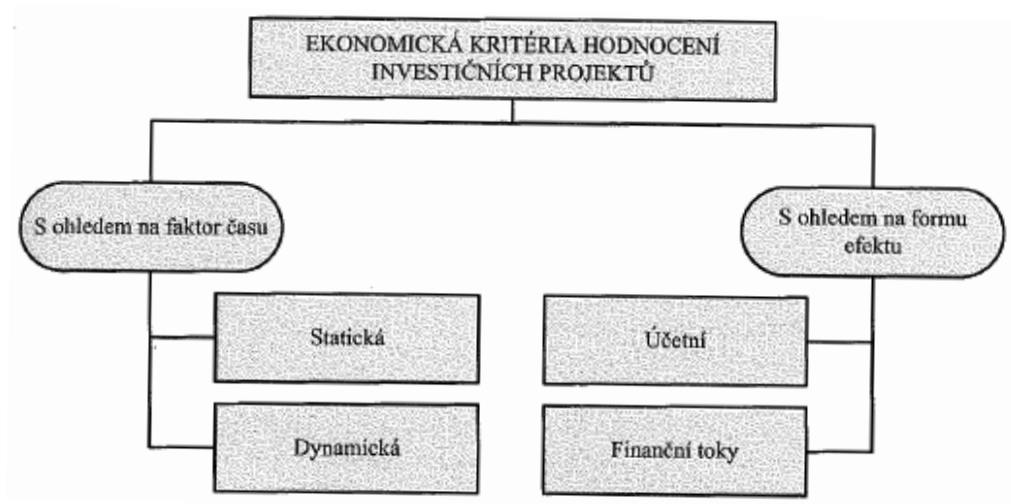 EKONOMICKÁ KRITÉRIA HODNOCENÍ
INVESTIČNÍCH PROJEKTŮ
S ohledem na faktor času
S ohledem na formu
efektu
Statická
Účetní
Dynamická
Finanční toky